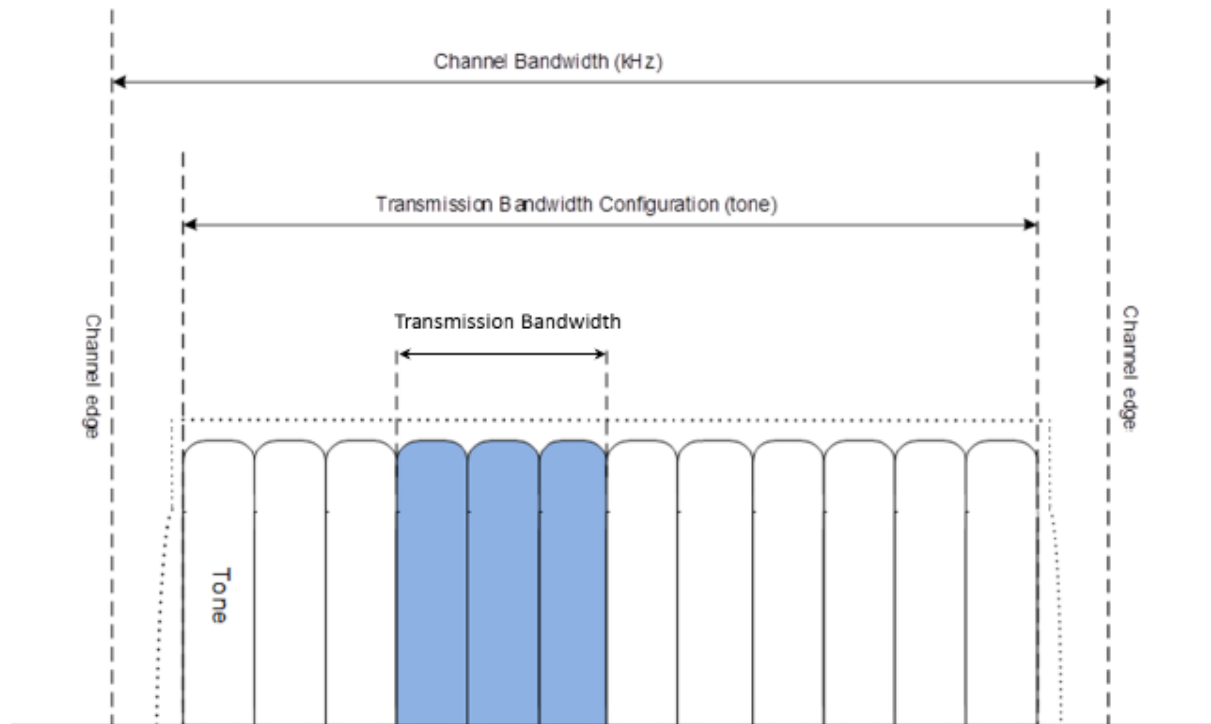 Channel Bandwidth (kHz)
Transmission Bandwidth Configuration (tone)
Transmission Bandwidth
Channel edge
Channel edge
Tone